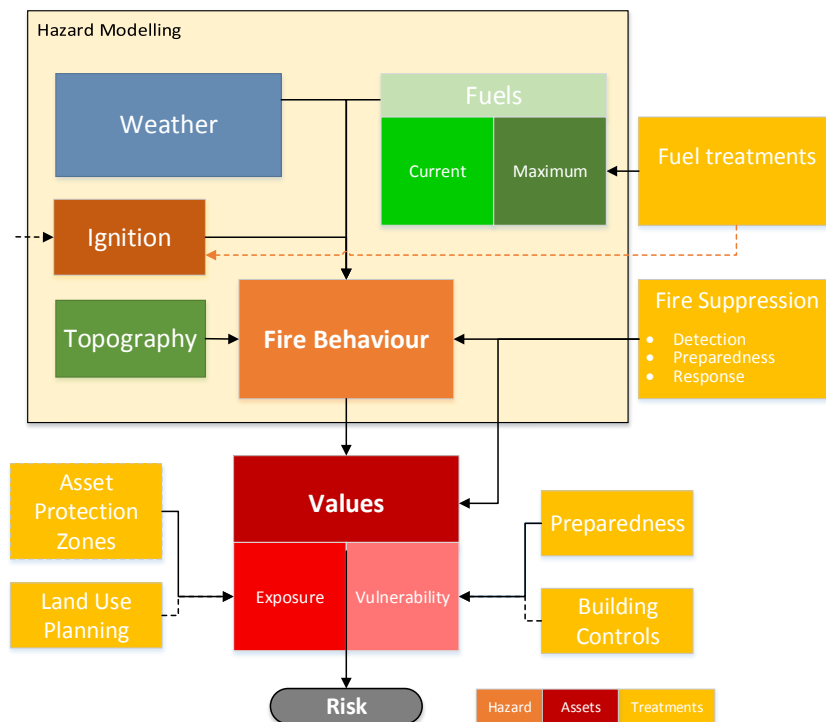 Hazard Modelling
Weather
Fuels
Current
Maximum
Fuel treatments
Ignition
Topography
Fire Behaviour
Fire Suppression
• Detection
• Preparedness
• Response
Asset
Protection
Zones
Land Use
Planning
Values
Exposure
Vulnerability
Preparedness
Building
Controls
Risk
Hazard
Assets
Treatments